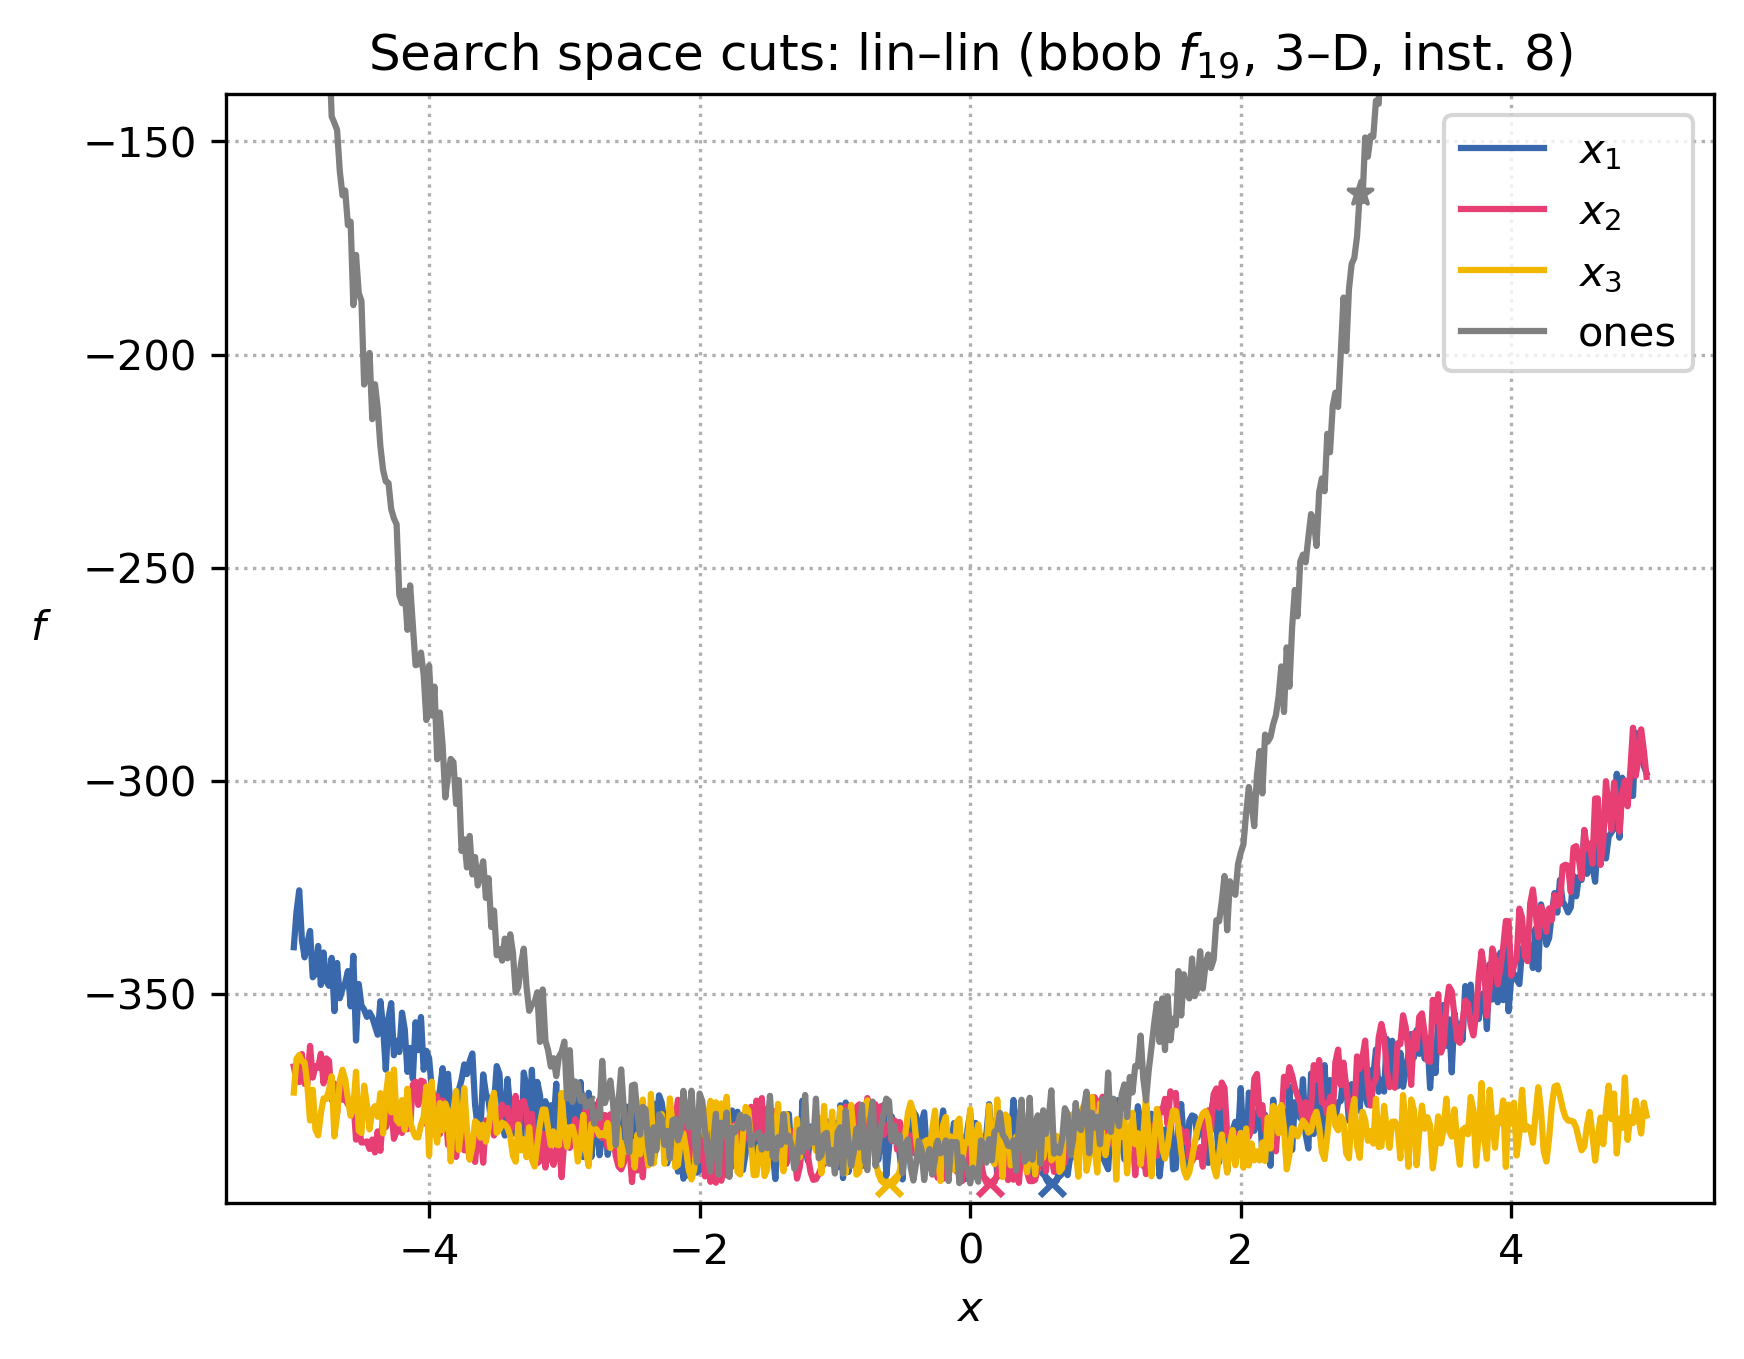 Search space cuts: lin–lin (bbob f₁₉, 3–D, inst. 8)
x₁
x₂
x₃
ones
−150
−200
−250
−300
−350
f
−4 −2 0 2 4
x